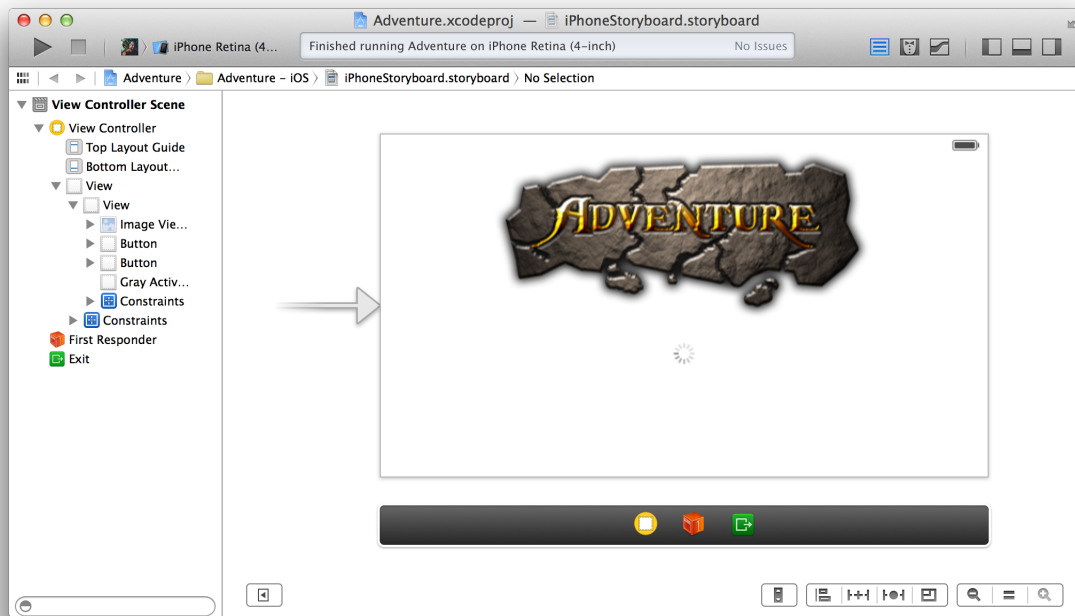 Adventure.xcodeproj — iPhoneStoryboard.storyboard
iPhone Retina (4... Finished running Adventure on iPhone Retina (4-inch) No Issues
Adventure Adventure - iOS iPhoneStoryboard.storyboard No Selection
View Controller Scene
View Controller
Top Layout Guide
Bottom Layout...
View
View
Image Vie...
Button
Button
Gray Activ...
Constraints
Constraints
First Responder
Exit
ADVENTURE